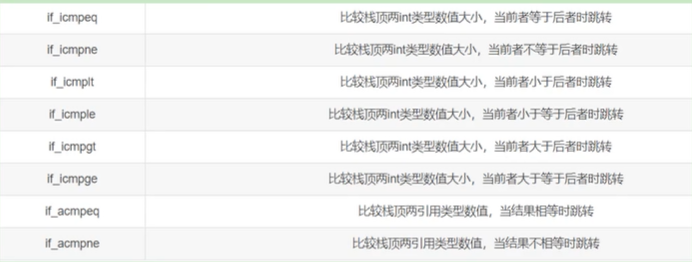 if_icmpeq 比较栈顶两int类型数值大小，当前者等于后者时跳转
if_icmpne 比较栈顶两int类型数值大小，当前者不等于后者时跳转
if_icmplt 比较栈顶两int类型数值大小，当前者小于后者时跳转
if_icmple 比较栈顶两int类型数值大小，当前者小于等于后者时跳转
if_icmpgt 比较栈顶两int类型数值大小，当前者大于后者时跳转
if_icmpge 比较栈顶两int类型数值大小，当前者大于等于后者时跳转
if_acmpeq 比较栈顶两引用类型数值，当结果相等时跳转
if_acmpne 比较栈顶两引用类型数值，当结果不相等时跳转